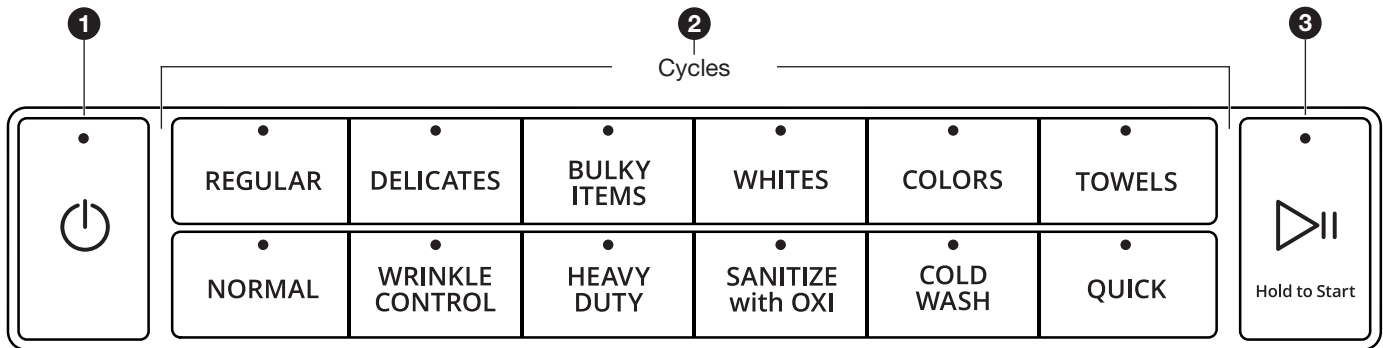 1
2
3
Cycles
REGULAR
DELICATES
BULKY
ITEMS
WHITES
COLORS
TOWELS
NORMAL
WRINKLE
CONTROL
HEAVY
DUTY
SANITIZE
with OXI
COLD
WASH
QUICK
Hold to Start